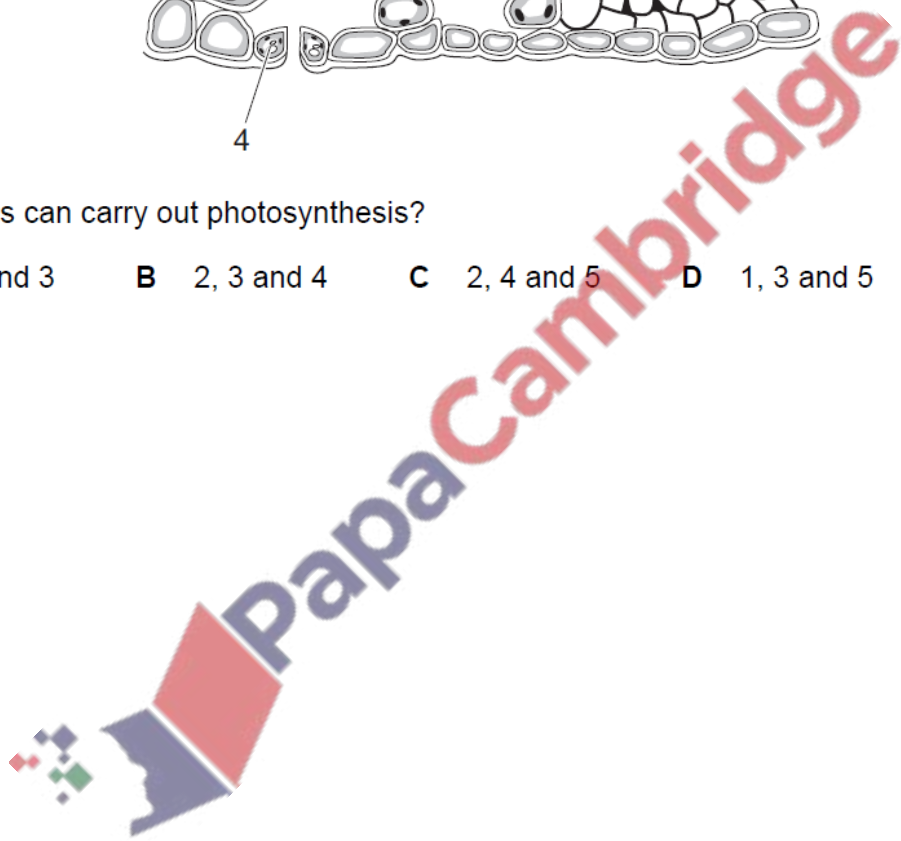 4
s can carry out photosynthesis?
nd 3 B 2, 3 and 4 C 2, 4 and 5 D 1, 3 and 5
PapaCambridge